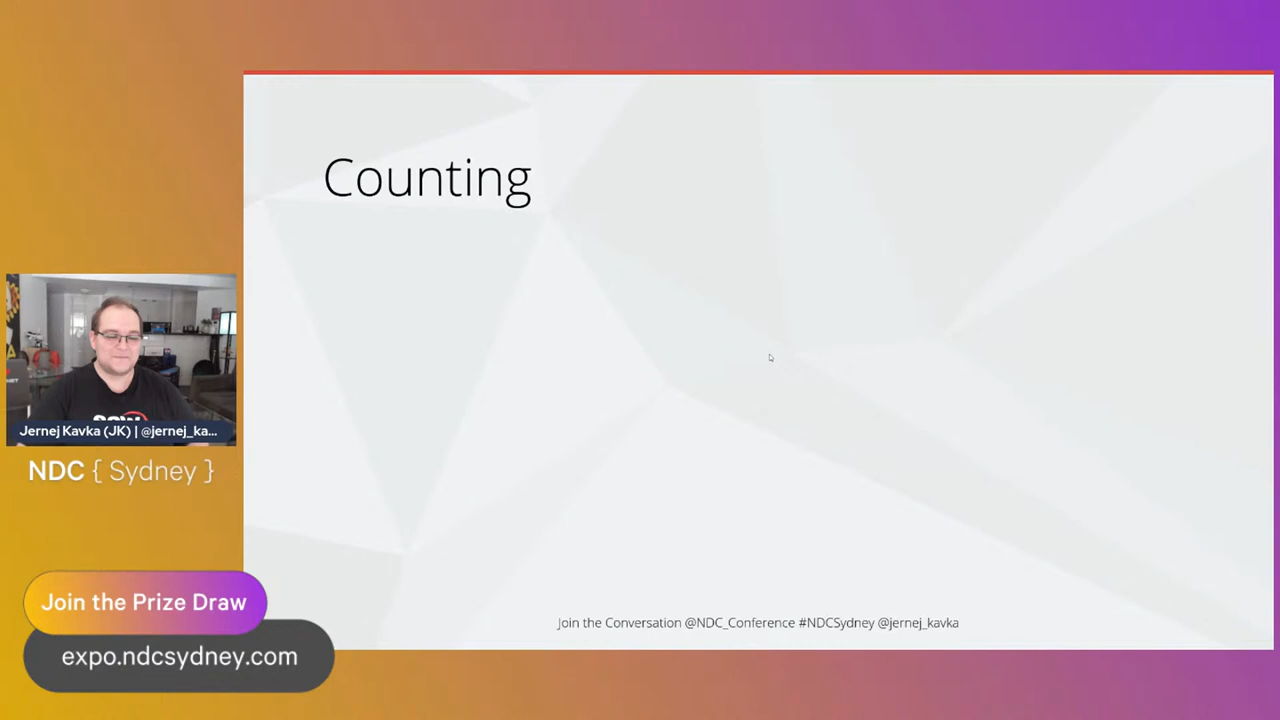 Counting
Jernej Kavka (JK) | @jernej_ka...
NDC { Sydney }
Join the Prize Draw
expo.ndcsydney.com
Join the Conversation @NDC_Conference #NDCSydney @jernej_kavka